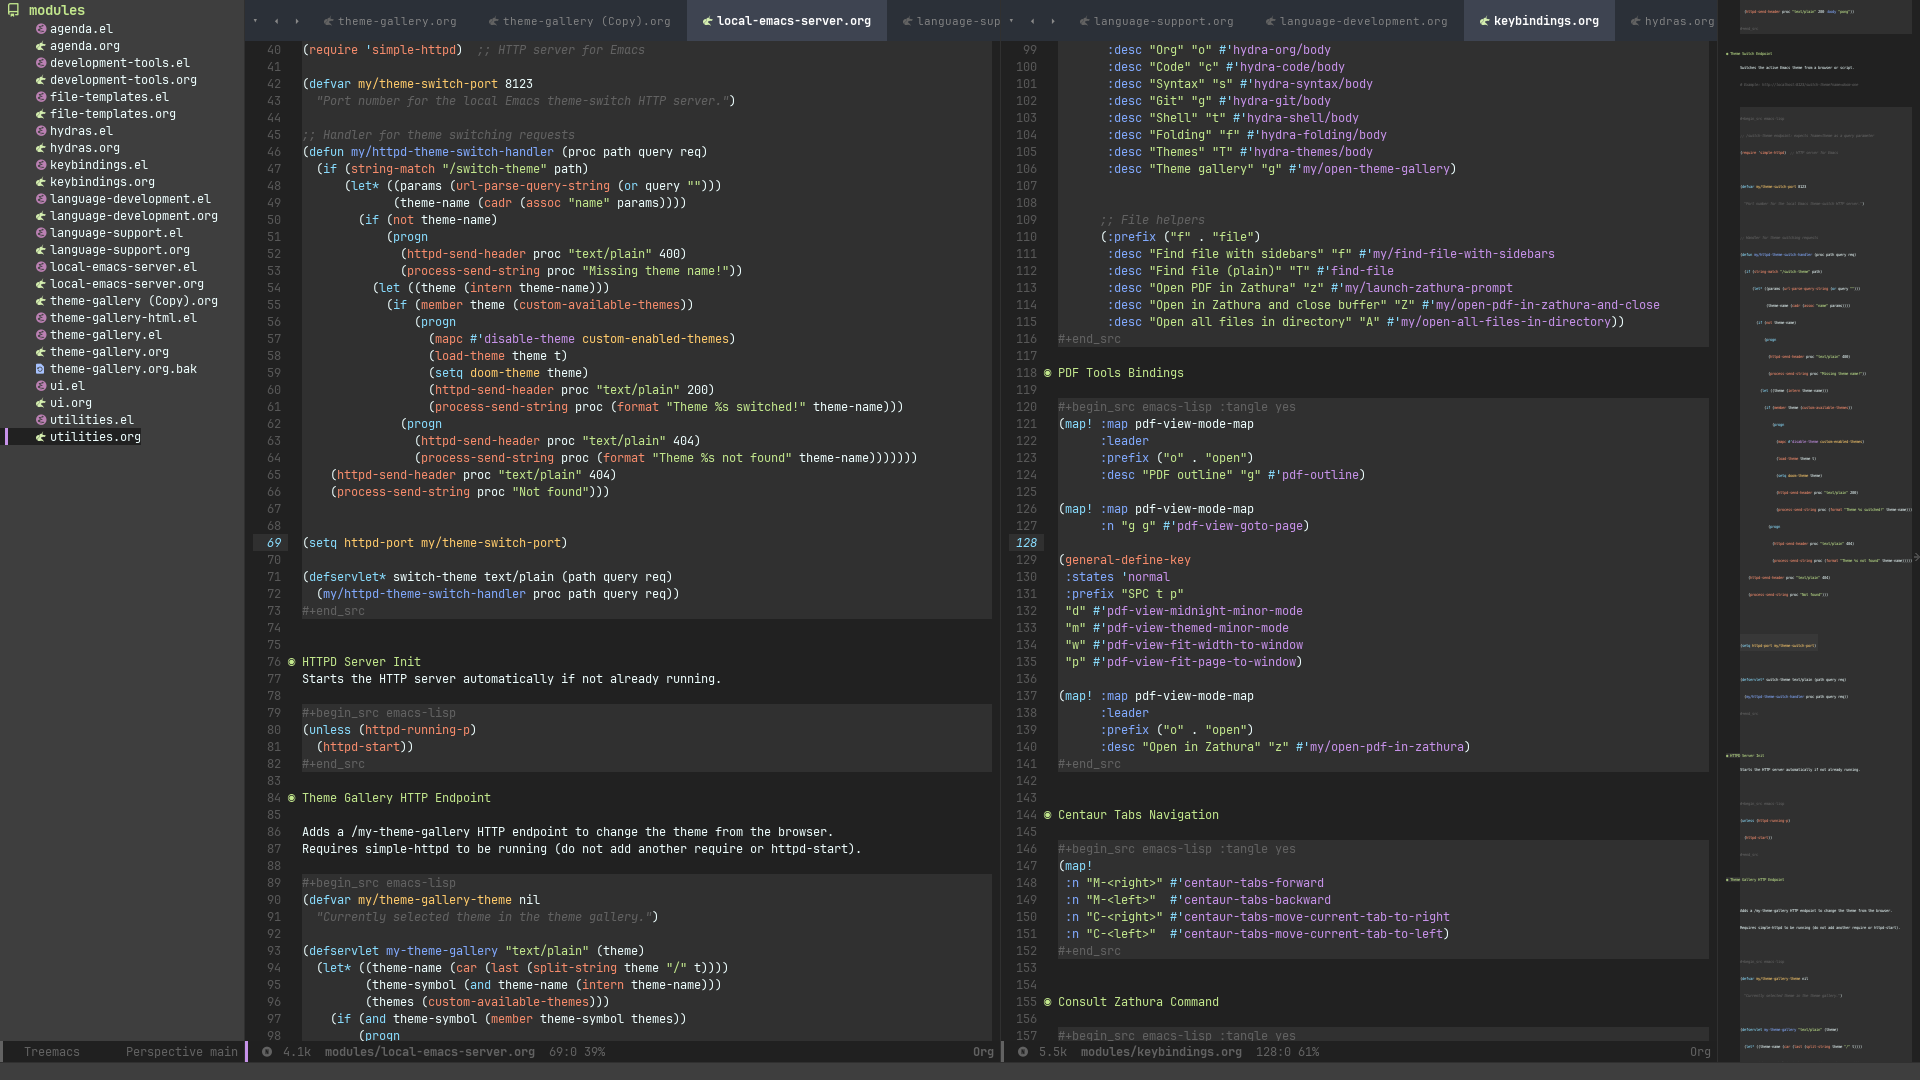 modules
agenda.el
agenda.org
development-tools.el
development-tools.org
file-templates.el
file-templates.org
hydras.el
hydras.org
keybindings.el
keybindings.org
language-development.el
language-development.org
language-support.el
language-support.org
local-emacs-server.el
local-emacs-server.org
theme-gallery (Copy).org
theme-gallery-html.el
theme-gallery.el
theme-gallery.org
theme-gallery.org.bak
ui.el
ui.org
utilities.el
utilities.org
Treemacs Perspective main
theme-gallery.org theme-gallery (Copy).org local-emacs-server.org language-sup
40 (require 'simple-httpd)  ;; HTTP server for Emacs
41
42 (defvar my/theme-switch-port 8123
43   "Port number for the local Emacs theme-switch HTTP server.")
44
45 ;; Handler for theme switching requests
46 (defun my/httpd-theme-switch-handler (proc path query req)
47   (if (string-match "/switch-theme" path)
48       (let* ((params (url-parse-query-string (or query "")))
49              (theme-name (cadr (assoc "name" params))))
50         (if (not theme-name)
51             (progn
52               (httpd-send-header proc "text/plain" 400)
53               (process-send-string proc "Missing theme name!"))
54           (let ((theme (intern theme-name)))
55             (if (member theme (custom-available-themes))
56                 (progn
57                   (mapc #'disable-theme custom-enabled-themes)
58                   (load-theme theme t)
59                   (setq doom-theme theme)
60                   (httpd-send-header proc "text/plain" 200)
61                   (process-send-string proc (format "Theme %s switched!" theme-name)))
62               (progn
63                 (httpd-send-header proc "text/plain" 404)
64                 (process-send-string proc (format "Theme %s not found" theme-name)))))))
65     (httpd-send-header proc "text/plain" 404)
66     (process-send-string proc "Not found")))
67
68
69 (setq httpd-port my/theme-switch-port)
70
71 (defservlet* switch-theme text/plain (path query req)
72   (my/httpd-theme-switch-handler proc path query req))
73 #+end_src
74
75
76 ◉ HTTPD Server Init
77 Starts the HTTP server automatically if not already running.
78
79 #+begin_src emacs-lisp
80 (unless (httpd-running-p)
81   (httpd-start))
82 #+end_src
83
84 ◉ Theme Gallery HTTP Endpoint
85
86 Adds a /my-theme-gallery HTTP endpoint to change the theme from the browser.
87 Requires simple-httpd to be running (do not add another require or httpd-start).
88
89 #+begin_src emacs-lisp
90 (defvar my/theme-gallery-theme nil
91   "Currently selected theme in the theme gallery.")
92
93 (defservlet my-theme-gallery "text/plain" (theme)
94   (let* ((theme-name (car (last (split-string theme "/" t))))
95          (theme-symbol (and theme-name (intern theme-name)))
96          (themes (custom-available-themes)))
97     (if (and theme-symbol (member theme-symbol themes))
98         (progn
4.1k modules/local-emacs-server.org 69:0 39% Org
language-support.org language-development.org keybindings.org hydras.org
99        :desc "Org" "o" #'hydra-org/body
100        :desc "Code" "c" #'hydra-code/body
101        :desc "Syntax" "s" #'hydra-syntax/body
102        :desc "Git" "g" #'hydra-git/body
103        :desc "Shell" "t" #'hydra-shell/body
104        :desc "Folding" "f" #'hydra-folding/body
105        :desc "Themes" "T" #'hydra-themes/body
106        :desc "Theme gallery" "g" #'my/open-theme-gallery)
107
108
109       ;; File helpers
110       (:prefix ("f" . "file")
111        :desc "Find file with sidebars" "f" #'my/find-file-with-sidebars
112        :desc "Find file (plain)" "T" #'find-file
113        :desc "Open PDF in Zathura" "z" #'my/launch-zathura-prompt
114        :desc "Open in Zathura and close buffer" "Z" #'my/open-pdf-in-zathura-and-close
115        :desc "Open all files in directory" "A" #'my/open-all-files-in-directory))
116 #+end_src
117
118 ◉ PDF Tools Bindings
119
120 #+begin_src emacs-lisp :tangle yes
121 (map! :map pdf-view-mode-map
122       :leader
123       :prefix ("o" . "open")
124       :desc "PDF outline" "g" #'pdf-outline)
125
126 (map! :map pdf-view-mode-map
127       :n "g g" #'pdf-view-goto-page)
128
129 (general-define-key
130  :states 'normal
131  :prefix "SPC t p"
132  "d" #'pdf-view-midnight-minor-mode
133  "m" #'pdf-view-themed-minor-mode
134  "w" #'pdf-view-fit-width-to-window
135  "p" #'pdf-view-fit-page-to-window)
136
137 (map! :map pdf-view-mode-map
138       :leader
139       :prefix ("o" . "open")
140       :desc "Open in Zathura" "z" #'my/open-pdf-in-zathura)
141 #+end_src
142
143
144 ◉ Centaur Tabs Navigation
145
146 #+begin_src emacs-lisp :tangle yes
147 (map!
148  :n "M-<right>" #'centaur-tabs-forward
149  :n "M-<left>"  #'centaur-tabs-backward
150  :n "C-<right>" #'centaur-tabs-move-current-tab-to-right
151  :n "C-<left>"  #'centaur-tabs-move-current-tab-to-left)
152 #+end_src
153
154
155 ◉ Consult Zathura Command
156
157 #+begin_src emacs-lisp :tangle yes
5.5k modules/keybindings.org 128:0 61% Org